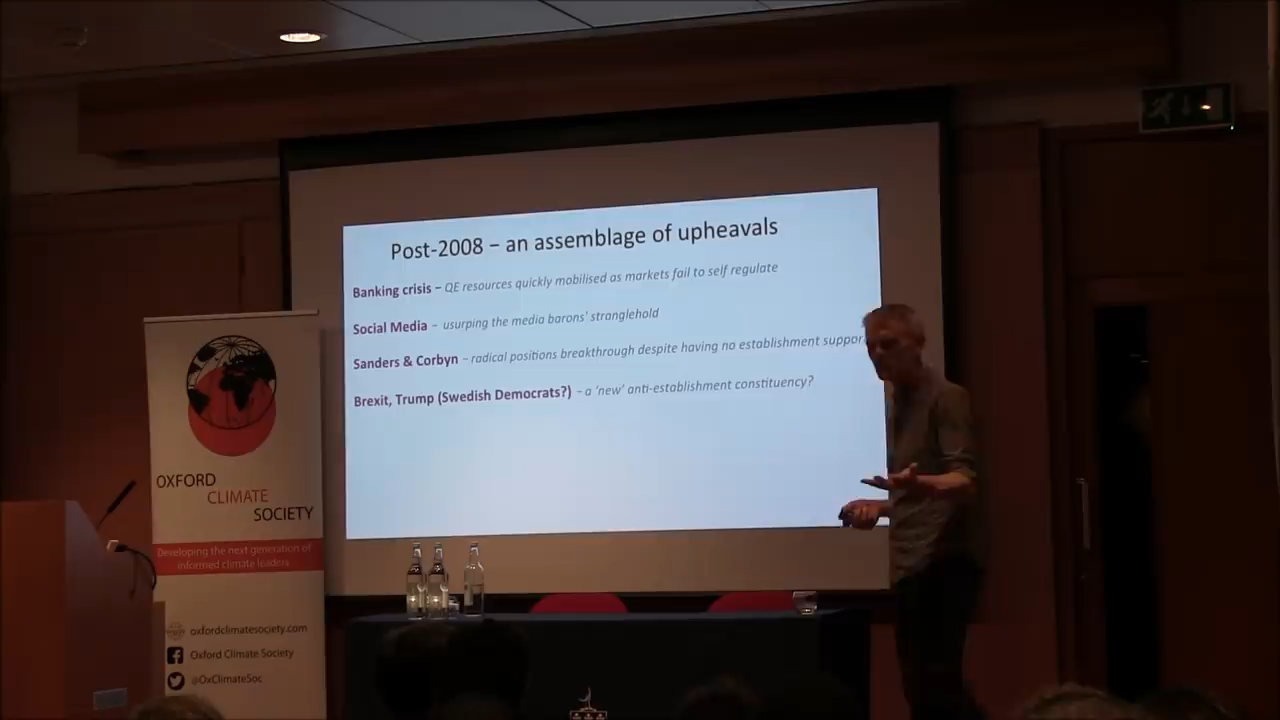 Post-2008 – an assemblage of upheavals
Banking crisis – QE resources quickly mobilised as markets fail to self regulate
Social Media – usurping the media barons' stranglehold
Sanders & Corbyn – radical positions breakthrough despite having no establishment suppor
Brexit, Trump (Swedish Democrats?) – a 'new' anti-establishment constituency?
OXFORD
CLIMATE
SOCIETY
Developing the next generation of
informed climate leaders
oxfordclimatesociety.com
Oxford Climate Society
@OxClimateSoc